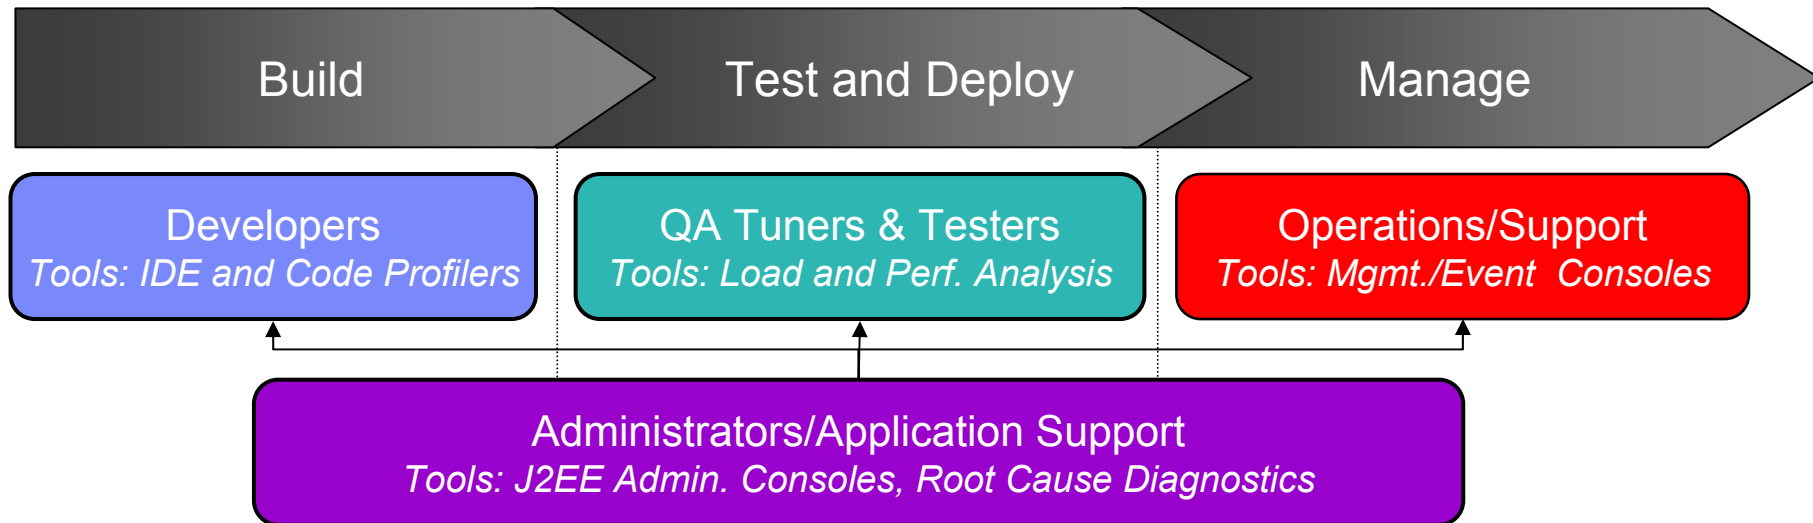 Build
Test and Deploy
Manage
Developers
Tools: IDE and Code Profilers
QA Tuners & Testers
Tools: Load and Perf. Analysis
Operations/Support
Tools: Mgmt./Event  Consoles
Administrators/Application Support
Tools: J2EE Admin. Consoles, Root Cause Diagnostics